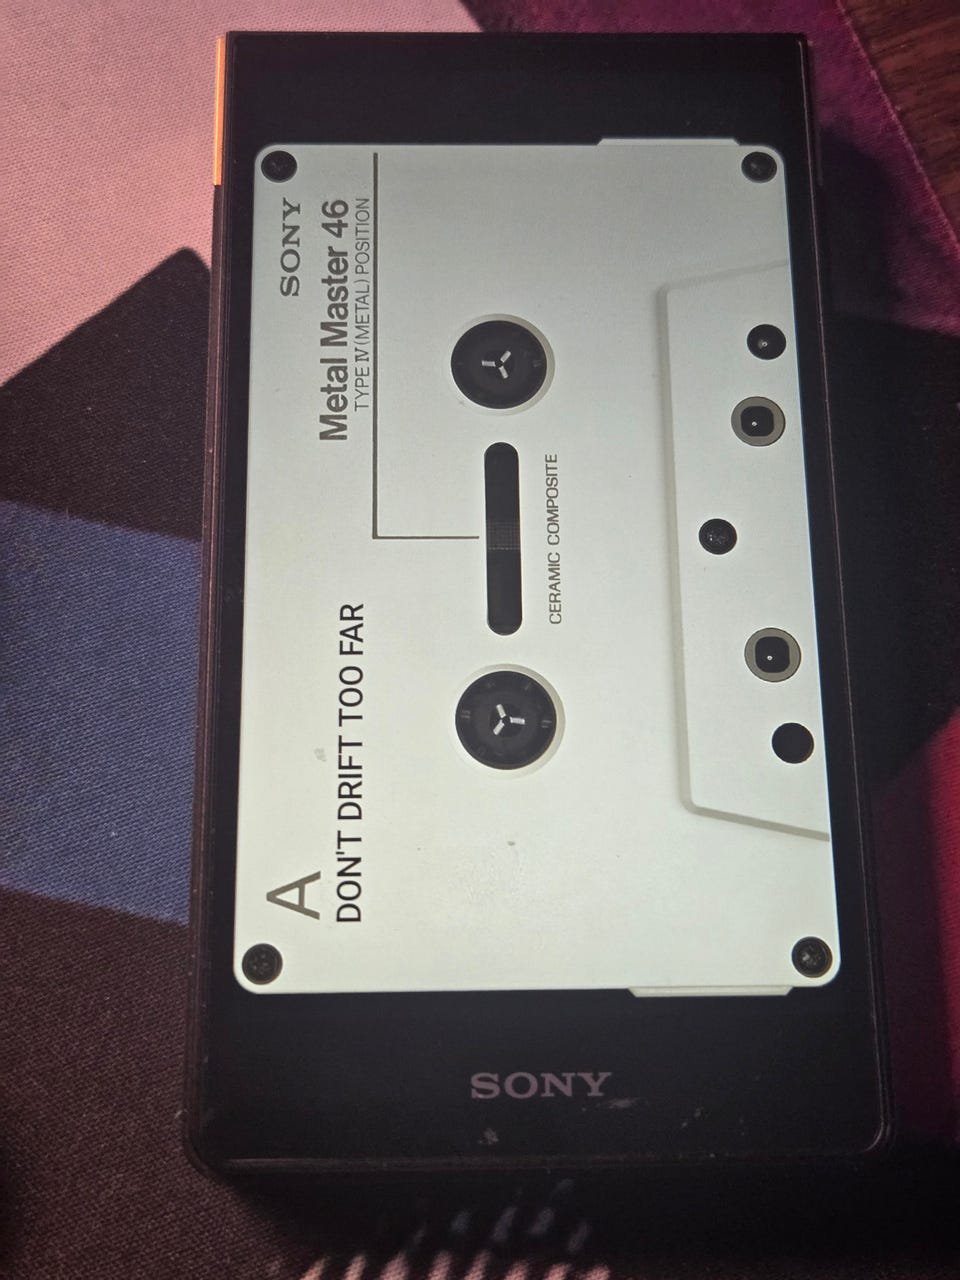 SONY
Metal Master 46
TYPE IV (METAL) POSITION
A
DON'T DRIFT TOO FAR
CERAMIC COMPOSITE
SONY